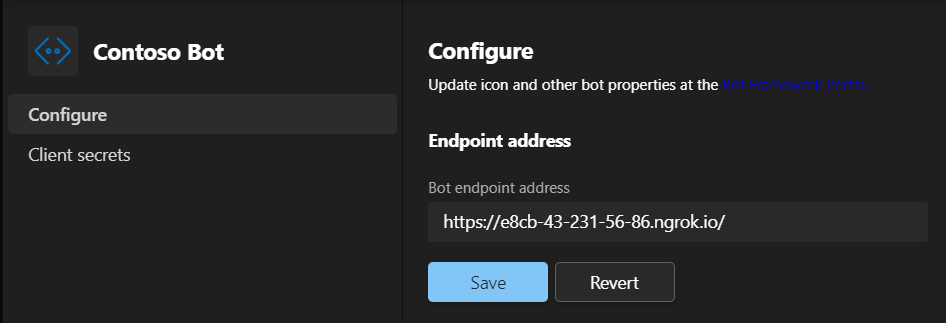 Contoso Bot
Configure
Client secrets
Configure
Update icon and other bot properties at the Bot Framework Portal.
Endpoint address
Bot endpoint address
https://e8cb-43-231-56-86.ngrok.io/
Save
Revert